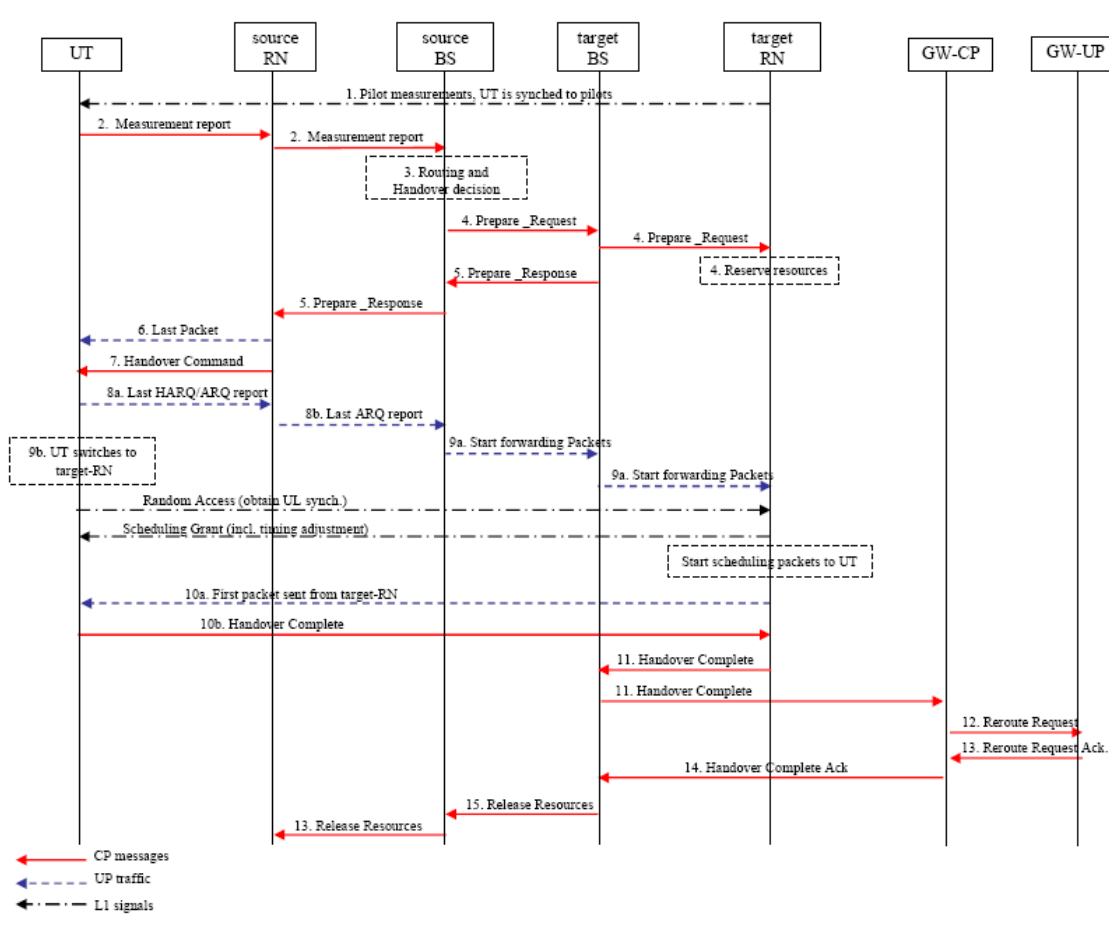 UT
source
RN
source
BS
target
BS
target
RN
GW-CP
GW-UP
1. Pilot measurements, UT is synched to pilots
2. Measurement report
2. Measurement report
3. Routing and
Handover decision
4. Prepare _Request
4. Prepare _Request
4. Reserve resources
5. Prepare _Response
5. Prepare _Response
6. Last Packet
7. Handover Command
8a. Last HARQ/ARQ report
8b. Last ARQ report
9b. UT switches to
target-RN
9a. Start forwarding Packets
9a. Start forwarding Packets
Random Access (obtain UL synch.)
Scheduling Grant (incl. timing adjustment)
Start scheduling packets to UT
10a. First packet sent from target-RN
10b. Handover Complete
11. Handover Complete
11. Handover Complete
12. Reroute Request
13. Reroute Request Ack.
14. Handover Complete Ack
15. Release Resources
13. Release Resources
CP messages
UP traffic
L1 signals